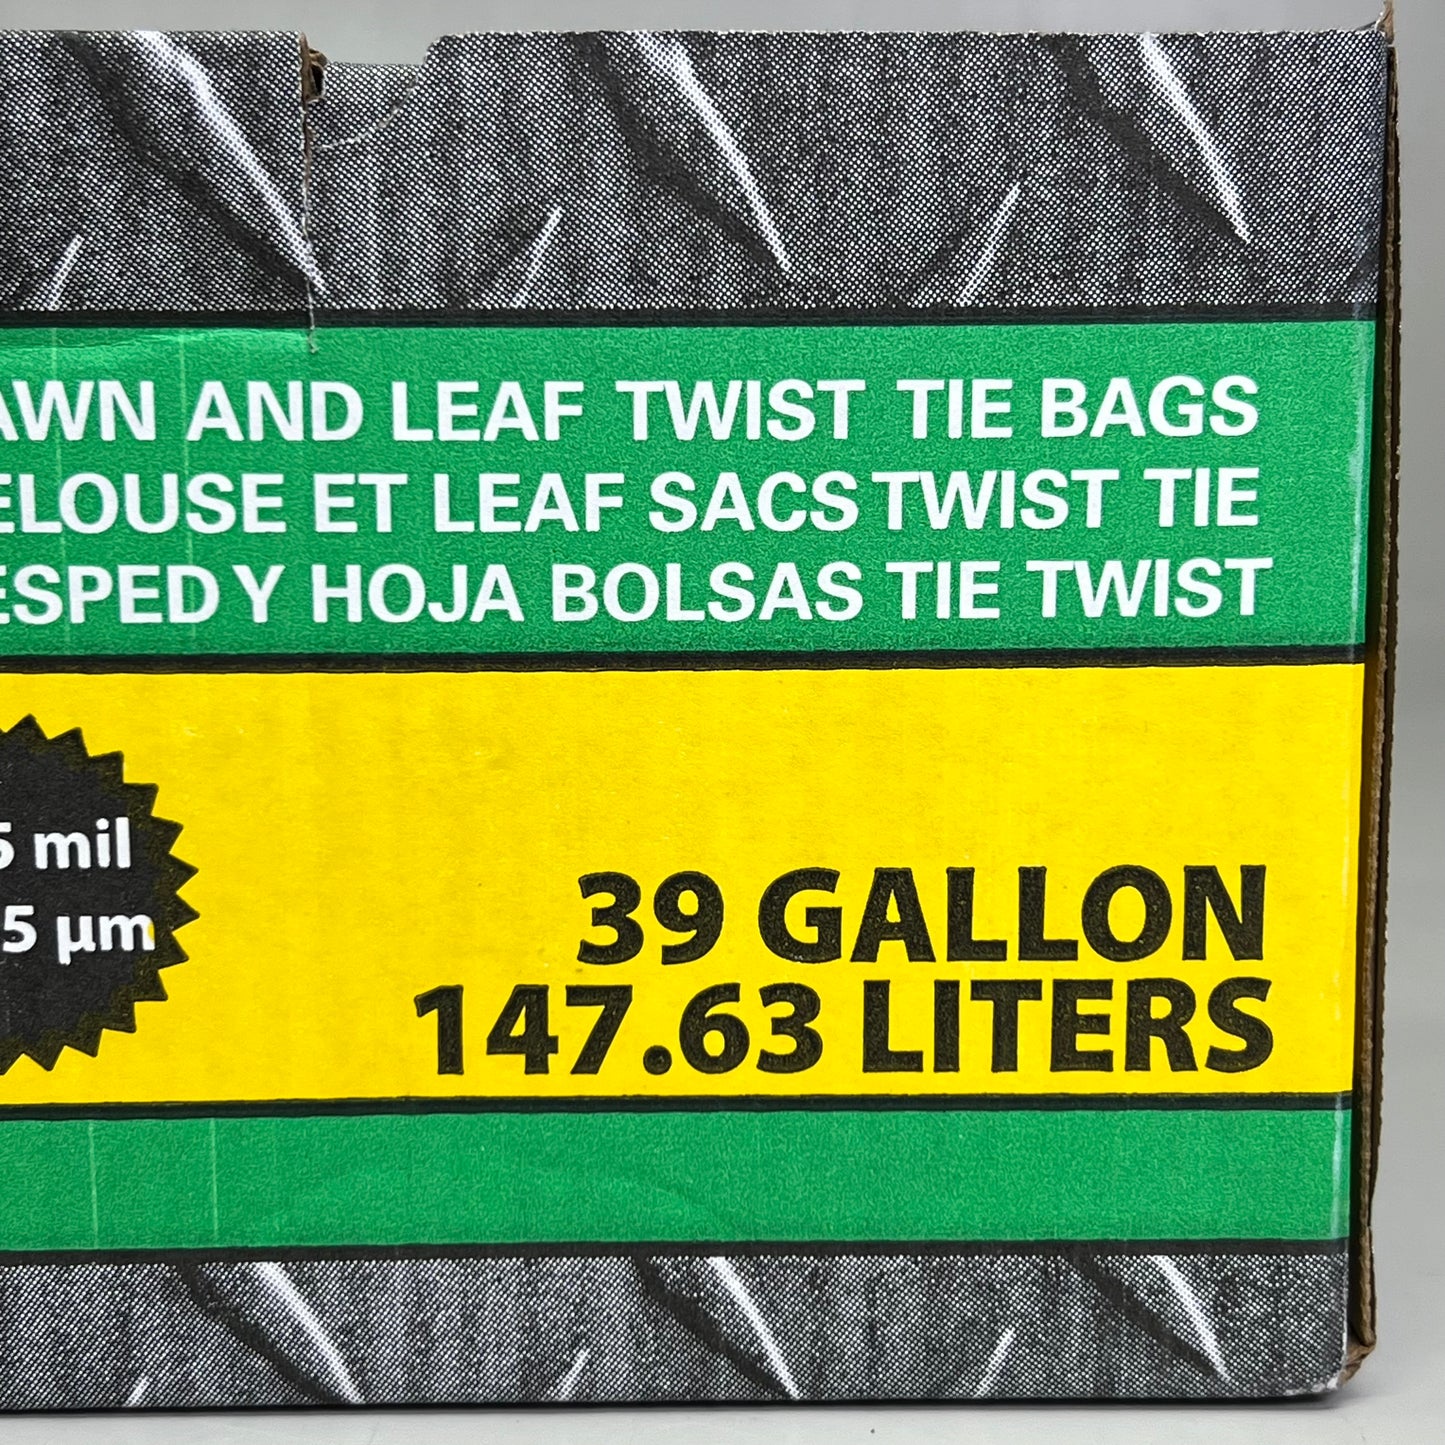 AWN AND LEAF TWIST TIE BAGS
ELOUSE ET LEAF SACS TWIST TIE
ESPED Y HOJA BOLSAS TIE TWIST
5 mil
5 µm
39 GALLON
147.63 LITERS